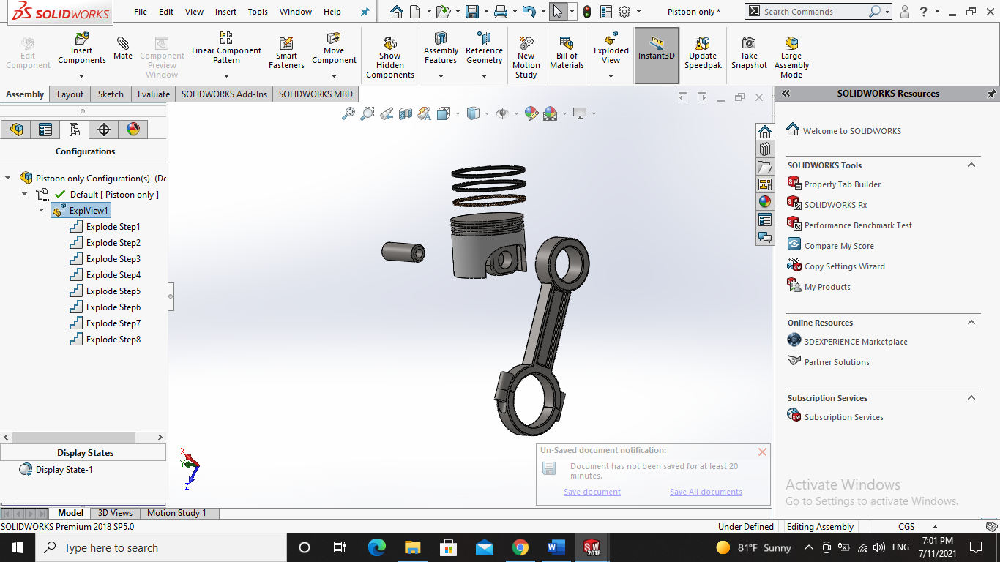 SOLIDWORKS
File Edit View Insert Tools Window Help
Pistoon only *
Search Commands
Edit Component
Insert Components
Mate
Component Preview Window
Linear Component Pattern
Smart Fasteners
Move Component
Show Hidden Components
Assembly Features
Reference Geometry
New Motion Study
Bill of Materials
Exploded View
Instant3D
Update Speedpak
Take Snapshot
Large Assembly Mode
Assembly Layout Sketch Evaluate SOLIDWORKS Add-Ins SOLIDWORKS MBD
Configurations
Pistoon only Configuration(s) (De
Default [ Pistoon only ]
ExplView1
Explode Step1
Explode Step2
Explode Step3
Explode Step4
Explode Step5
Explode Step6
Explode Step7
Explode Step8
Display States
Display State-1
X
Y
Z
Un-Saved document notification:
Document has not been saved for at least 20
minutes.
Save document Save All documents
SOLIDWORKS Resources
Welcome to SOLIDWORKS
SOLIDWORKS Tools
Property Tab Builder
SOLIDWORKS Rx
Performance Benchmark Test
Compare My Score
Copy Settings Wizard
My Products
Online Resources
3DEXPERIENCE Marketplace
Partner Solutions
Subscription Services
Subscription Services
Activate Windows
Go to Settings to activate Windows.
Model 3D Views Motion Study 1
SOLIDWORKS Premium 2018 SP5.0
Under Defined Editing Assembly CGS
Type here to search
SW 2018
81°F Sunny
ENG
7:01 PM
7/11/2021